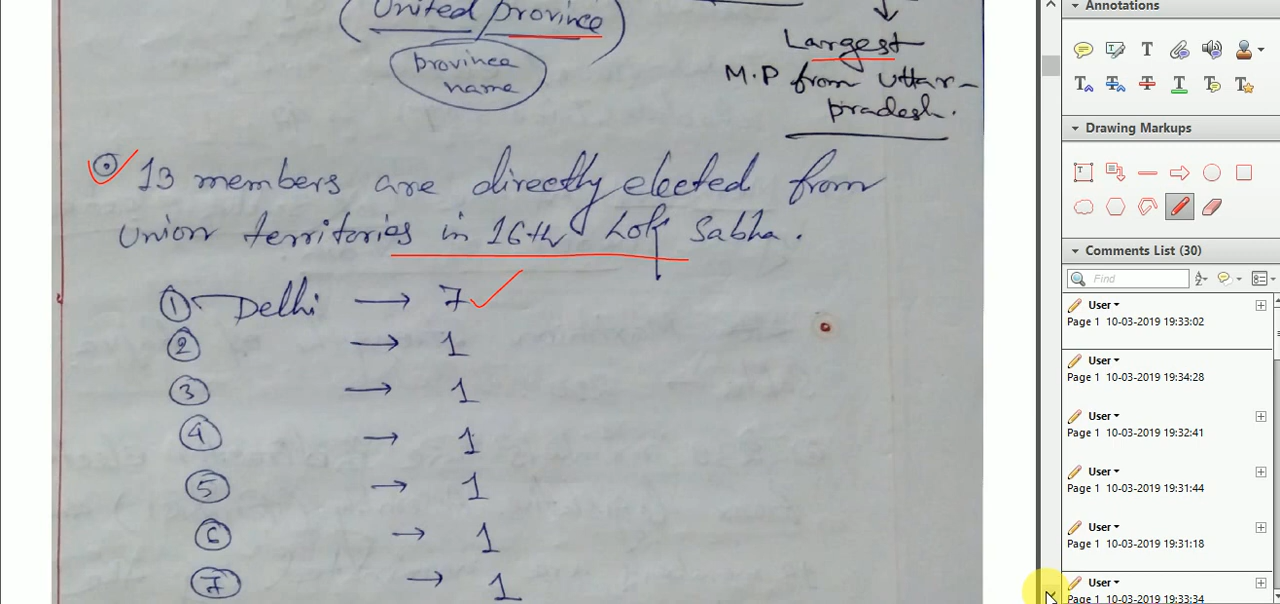 United province
province
name
Largest
M.P from Uttar-
pradesh.
13 members are directly elected from
Union territories in 16th Lok Sabha.
① Delhi → 7
② → 1
③ → 1
④ → 1
⑤ → 1
⑥ → 1
⑦ → 1
Annotations
Drawing Markups
Comments List (30)
Find
User
Page 1 10-03-2019 19:33:02
User
Page 1 10-03-2019 19:34:28
User
Page 1 10-03-2019 19:32:41
User
Page 1 10-03-2019 19:31:44
User
Page 1 10-03-2019 19:31:18
User
Page 1 10-03-2019 19:33:34